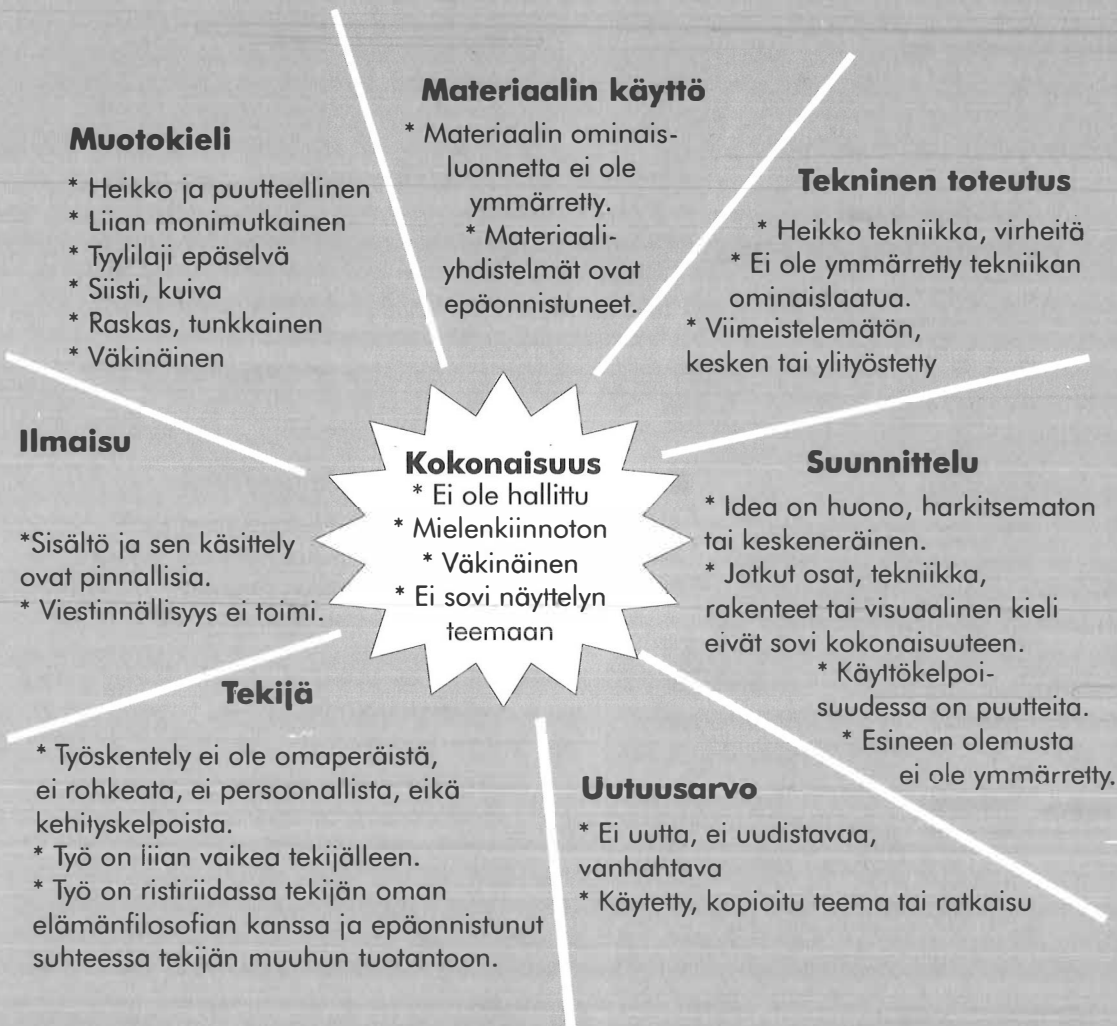 Muotokieli
* Heikko ja puutteellinen
* Liian monimutkainen
* Tyylilaji epäselvä
* Siisti, kuiva
* Raskas, tunkkainen
* Väkinäinen
Materiaalin käyttö
* Materiaalin ominais-
luonnetta ei ole
ymmärretty.
* Materiaali-
yhdistelmät ovat
epäonnistuneet.
Tekninen toteutus
* Heikko tekniikka, virheitä
* Ei ole ymmärretty tekniikan
ominaislaatua.
* Viimeistelemätön,
kesken tai ylityöstetty
Ilmaisu
*Sisältö ja sen käsittely
ovat pinnallisia.
* Viestinnällisyys ei toimi.
Kokonaisuus
* Ei ole hallittu
* Mielenkiinnoton
* Väkinäinen
* Ei sovi näyttelyn
teemaan
Suunnittelu
* Idea on huono, harkitsematon
tai keskeneräinen.
* Jotkut osat, tekniikka,
rakenteet tai visuaalinen kieli
eivät sovi kokonaisuuteen.
* Käyttökelpoi-
suudessa on puutteita.
* Esineen olemusta
ei ole ymmärretty.
Tekijä
* Työskentely ei ole omaperäistä,
ei rohkeata, ei persoonallista, eikä
kehityskelpoista.
* Työ on liian vaikea tekijälleen.
* Työ on ristiriidassa tekijän oman
elämänfilosofian kanssa ja epäonnistunut
suhteessa tekijän muuhun tuotantoon.
Uutuusarvo
* Ei uutta, ei uudistavaa,
vanhahtava
* Käytetty, kopioitu teema tai ratkaisu